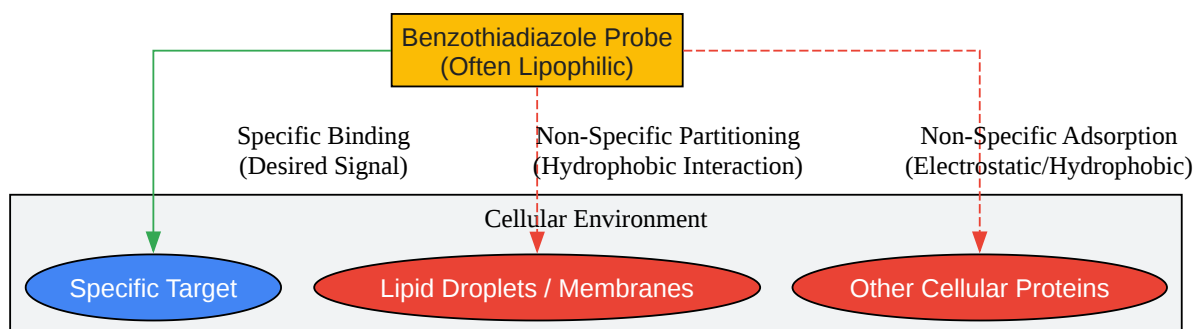 Benzothiadiazole Probe
(Often Lipophilic)
Specific Binding
(Desired Signal)
Non-Specific Partitioning
(Hydrophobic Interaction)
Non-Specific Adsorption
(Electrostatic/Hydrophobic)
Cellular Environment
Specific Target
Lipid Droplets / Membranes
Other Cellular Proteins